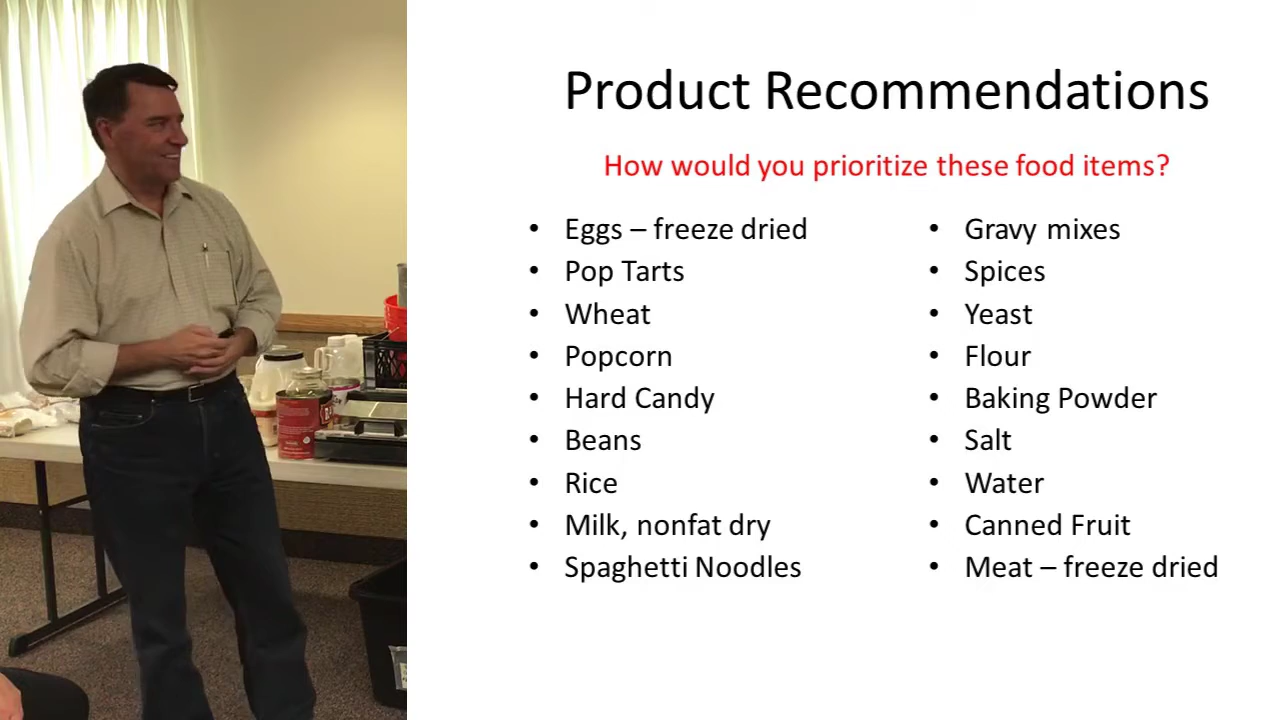 Product Recommendations
How would you prioritize these food items?
• Eggs – freeze dried
• Pop Tarts
• Wheat
• Popcorn
• Hard Candy
• Beans
• Rice
• Milk, nonfat dry
• Spaghetti Noodles
• Gravy mixes
• Spices
• Yeast
• Flour
• Baking Powder
• Salt
• Water
• Canned Fruit
• Meat – freeze dried